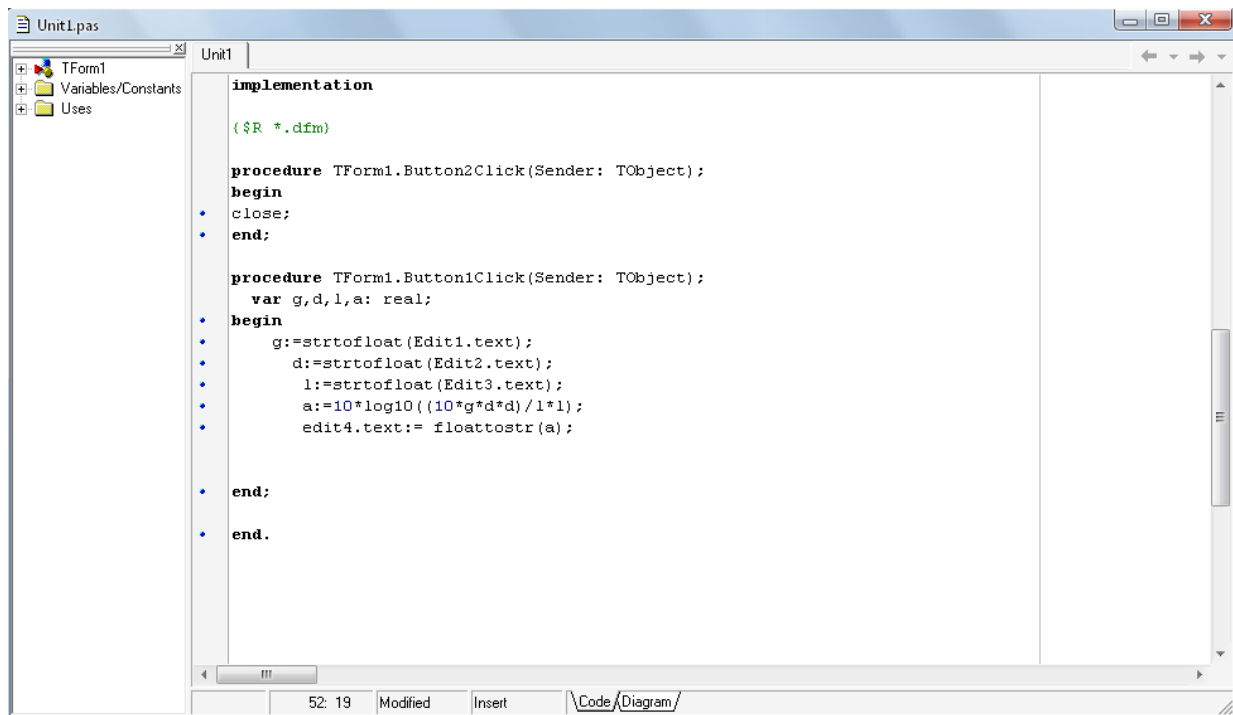 Unit1.pas
TForm1
Variables/Constants
Uses
Unit1
implementation
{$R *.dfm}
procedure TForm1.Button2Click(Sender: TObject);
begin
close;
end;
procedure TForm1.Button1Click(Sender: TObject);
var g,d,l,a: real;
begin
g:=strtofloat(Edit1.text);
d:=strtofloat(Edit2.text);
l:=strtofloat(Edit3.text);
a:=10*log10((10*g*d*d)/l*l);
edit4.text:= floattostr(a);
end;
end.
52: 19 Modified Insert Code Diagram